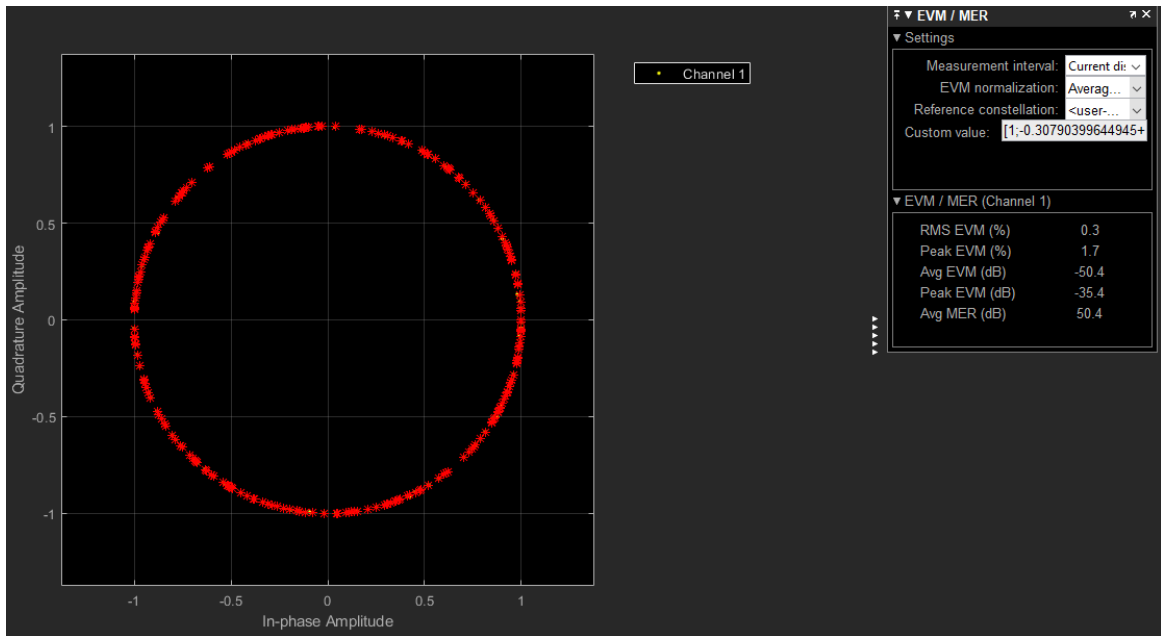 EVM / MER
Settings
Measurement interval: Current di
EVM normalization: Averag...
Reference constellation: <user-...
Custom value: [1;-0.30790399644945+
EVM / MER (Channel 1)
RMS EVM (%) 0.3
Peak EVM (%) 1.7
Avg EVM (dB) -50.4
Peak EVM (dB) -35.4
Avg MER (dB) 50.4
Channel 1
1
0.5
0
-0.5
-1
Quadrature Amplitude
-1 -0.5 0 0.5 1
In-phase Amplitude